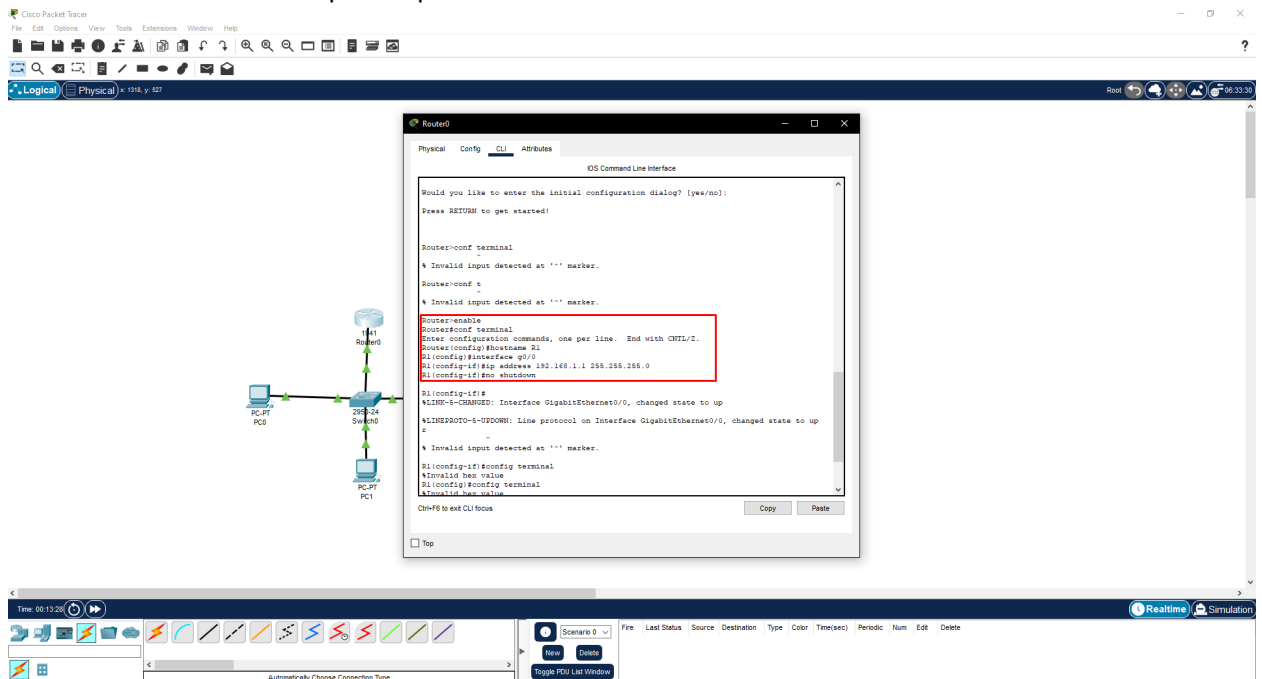 Cisco Packet Tracer
File Edit Options View Tools Extensions Window Help
?
Logical Physical x: 1318, y: 527
Root 06:33:30
Router0
Physical Config CLI Attributes
IOS Command Line Interface
Would you like to enter the initial configuration dialog? [yes/no]:
Press RETURN to get started!
Router>conf terminal
^
% Invalid input detected at '^' marker.
Router>conf t
^
% Invalid input detected at '^' marker.
Router>enable
Router#conf terminal
Enter configuration commands, one per line. End with CNTL/Z.
Router(config)#hostname R1
R1(config)#interface g0/0
R1(config-if)#ip address 192.168.1.1 255.255.255.0
R1(config-if)#no shutdown
R1(config-if)#
%LINK-5-CHANGED: Interface GigabitEthernet0/0, changed state to up
%LINEPROTO-5-UPDOWN: Line protocol on Interface GigabitEthernet0/0, changed state to up
r
^
% Invalid input detected at '^' marker.
R1(config-if)#config terminal
%Invalid hex value
R1(config)#config terminal
%Invalid hex value
Ctrl+F6 to exit CLI focus
Copy Paste
Top
1941
Router0
PC-PT
PC0
2950-24
Switch0
PC-PT
PC1
Time: 00:13:28
Realtime Simulation
Scenario 0
New Delete
Toggle PDU List Window
Fire Last Status Source Destination Type Color Time(sec) Periodic Num Edit Delete
Automatically Choose Connection Type